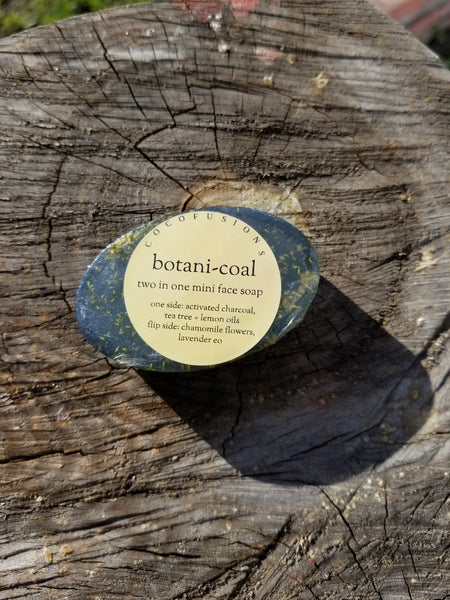 COCOFUSIONS
botani-coal
two in one mini face soap
one side: activated charcoal,
tea tree + lemon oils
flip side: chamomile flowers,
lavender eo